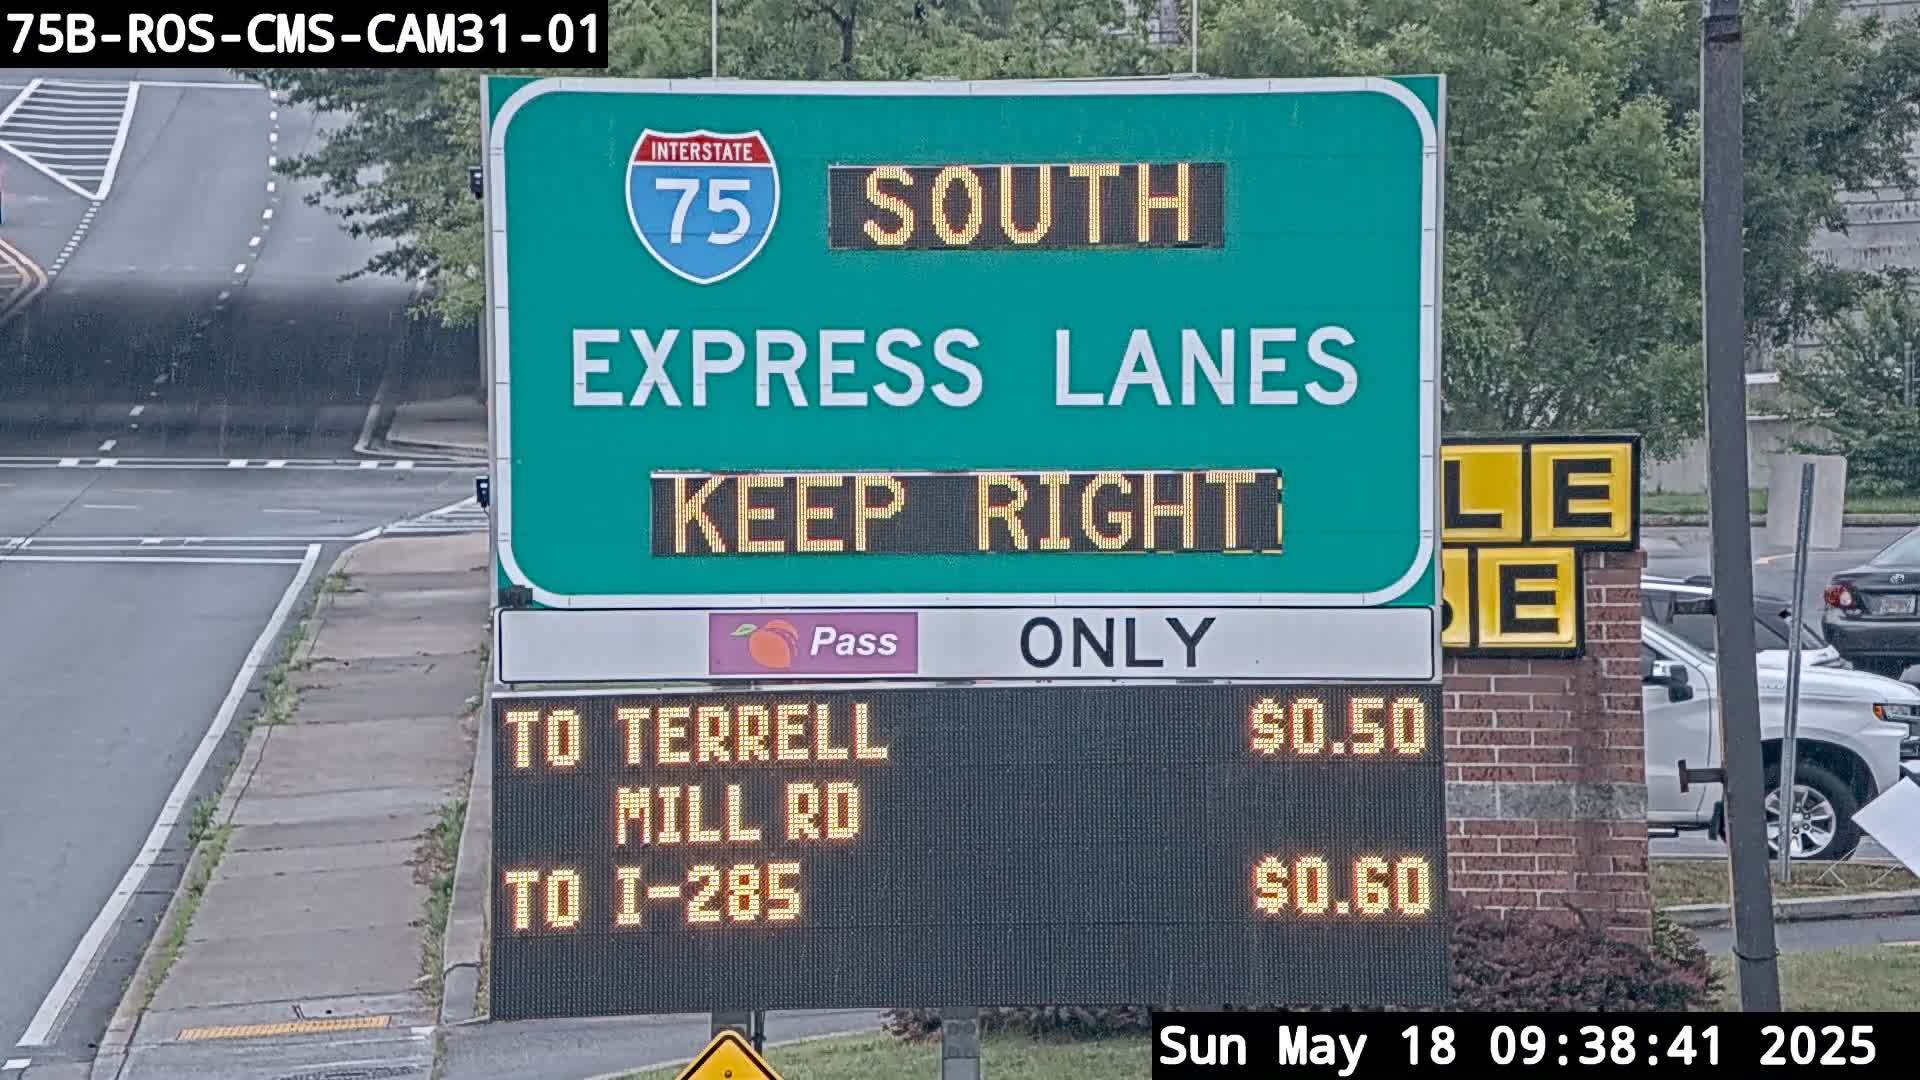 75B-ROS-CMS-CAM31-01
INTERSTATE
75
SOUTH
EXPRESS LANES
KEEP RIGHT
Pass ONLY
TO TERRELL $0.50
MILL RD
TO I-285 $0.60
LE
E
Sun May 18 09:38:41 2025